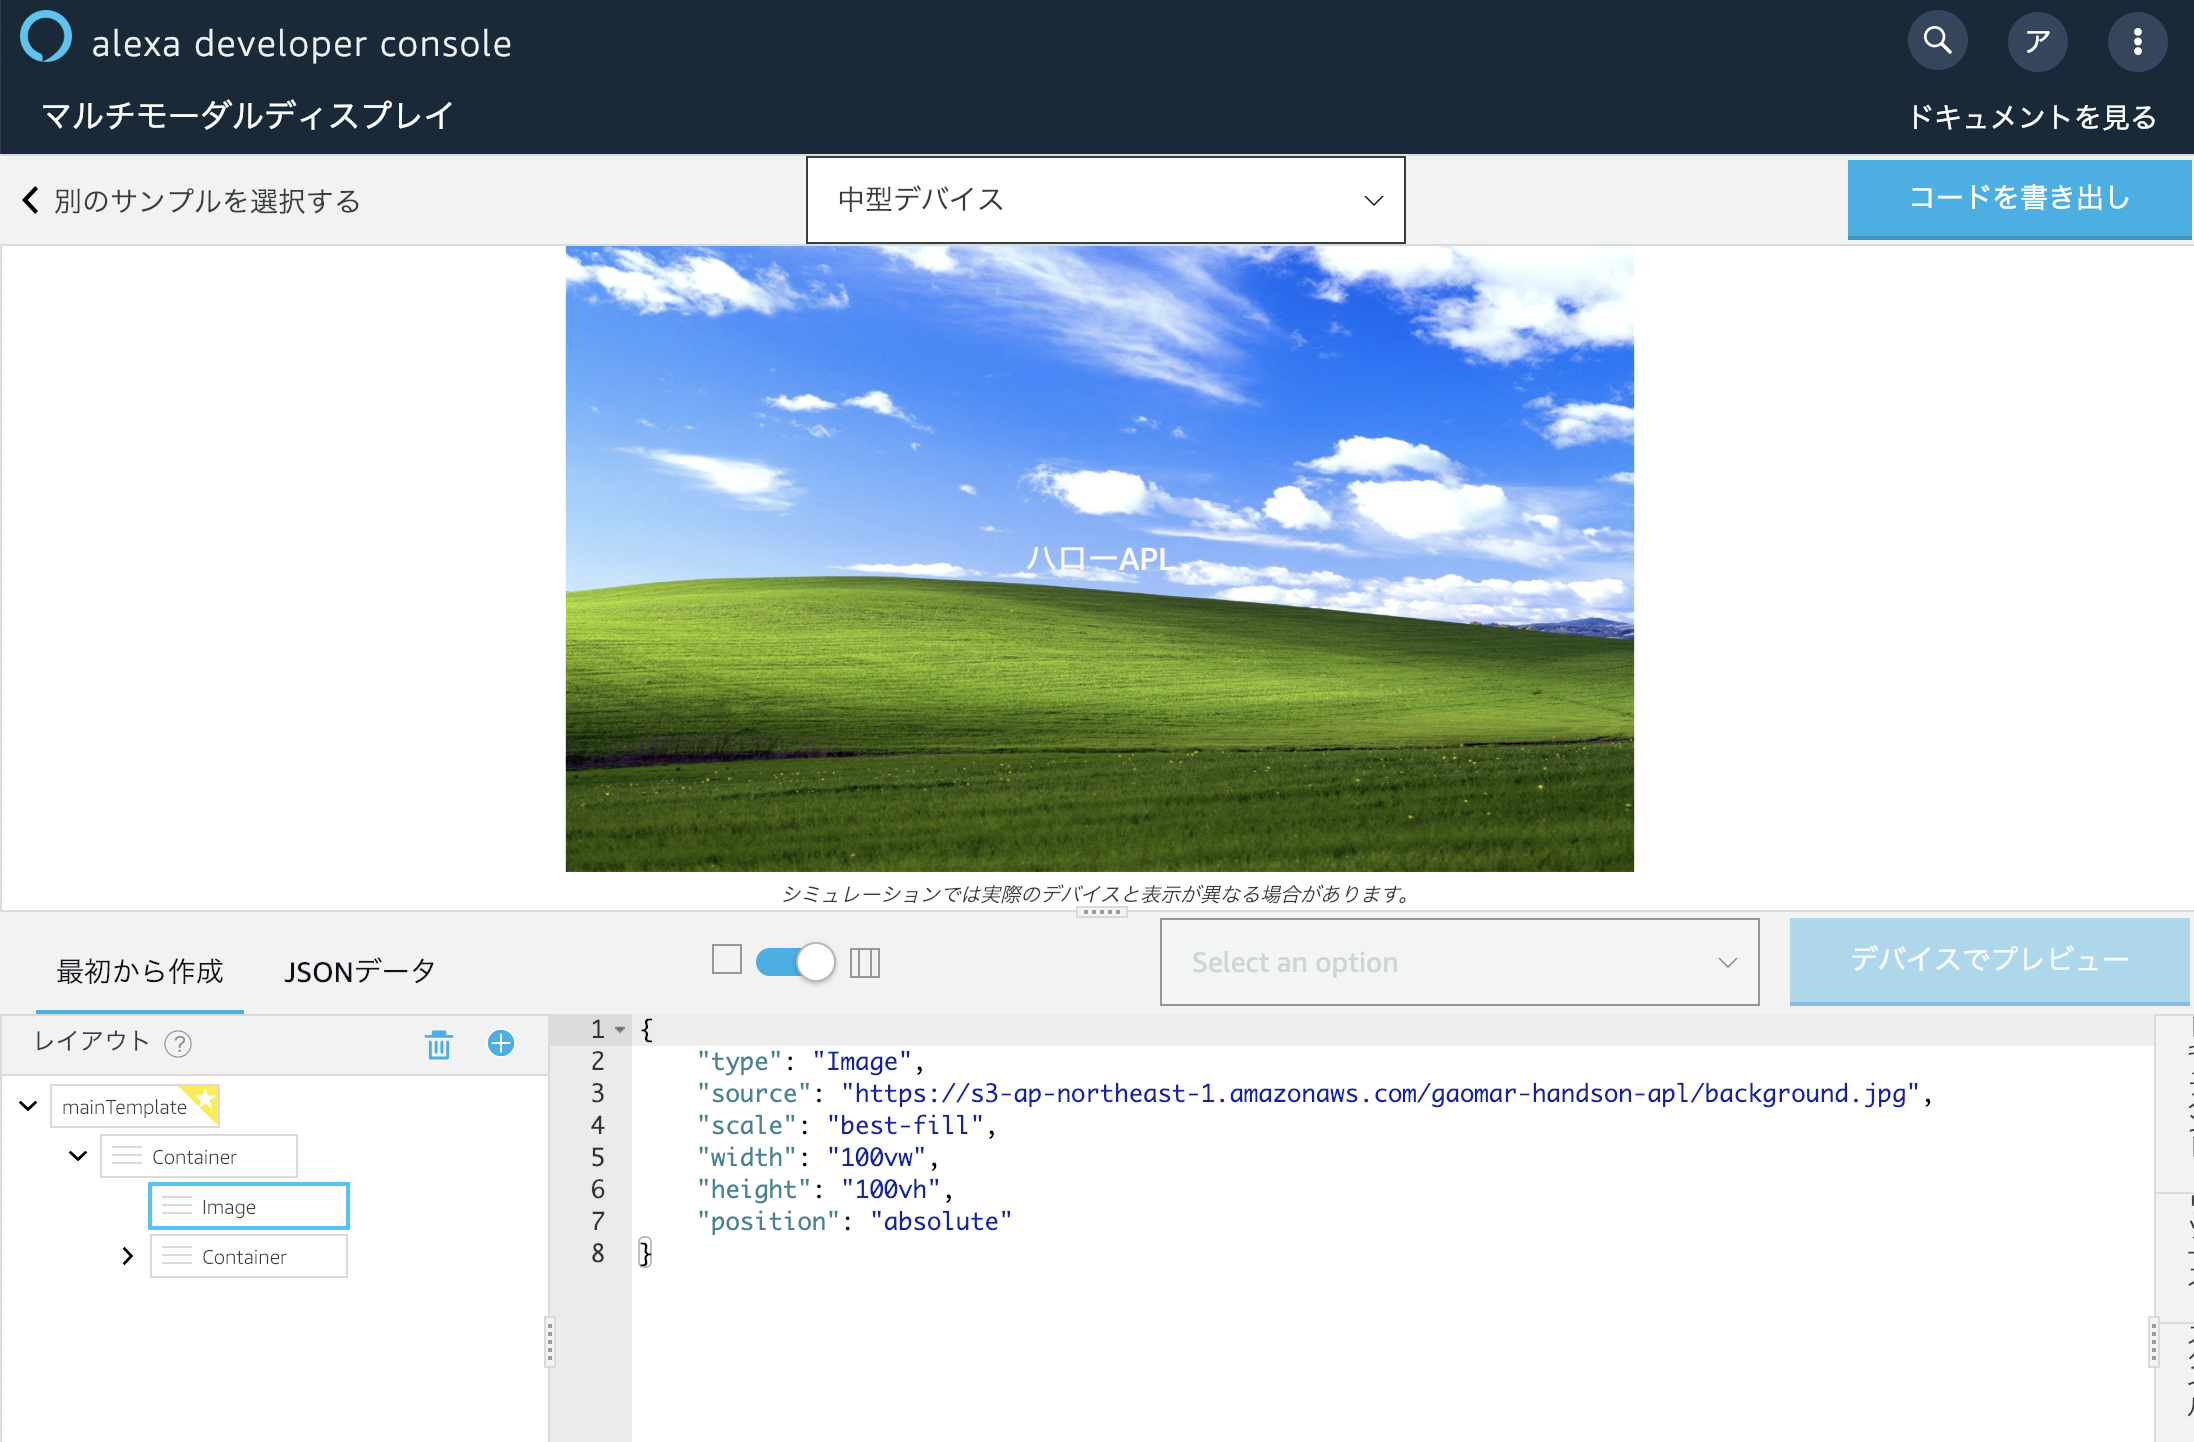 alexa developer console
ア
マルチモーダルディスプレイ
ドキュメントを見る
別のサンプルを選択する
中型デバイス
コードを書き出し
ハローAPL
シミュレーションでは実際のデバイスと表示が異なる場合があります。
最初から作成
JSONデータ
Select an option
デバイスでプレビュー
レイアウト ?
mainTemplate
Container
Image
Container
1 {
2 "type": "Image",
3 "source": "https://s3-ap-northeast-1.amazonaws.com/gaomar-handson-apl/background.jpg",
4 "scale": "best-fill",
5 "width": "100vw",
6 "height": "100vh",
7 "position": "absolute"
8 }